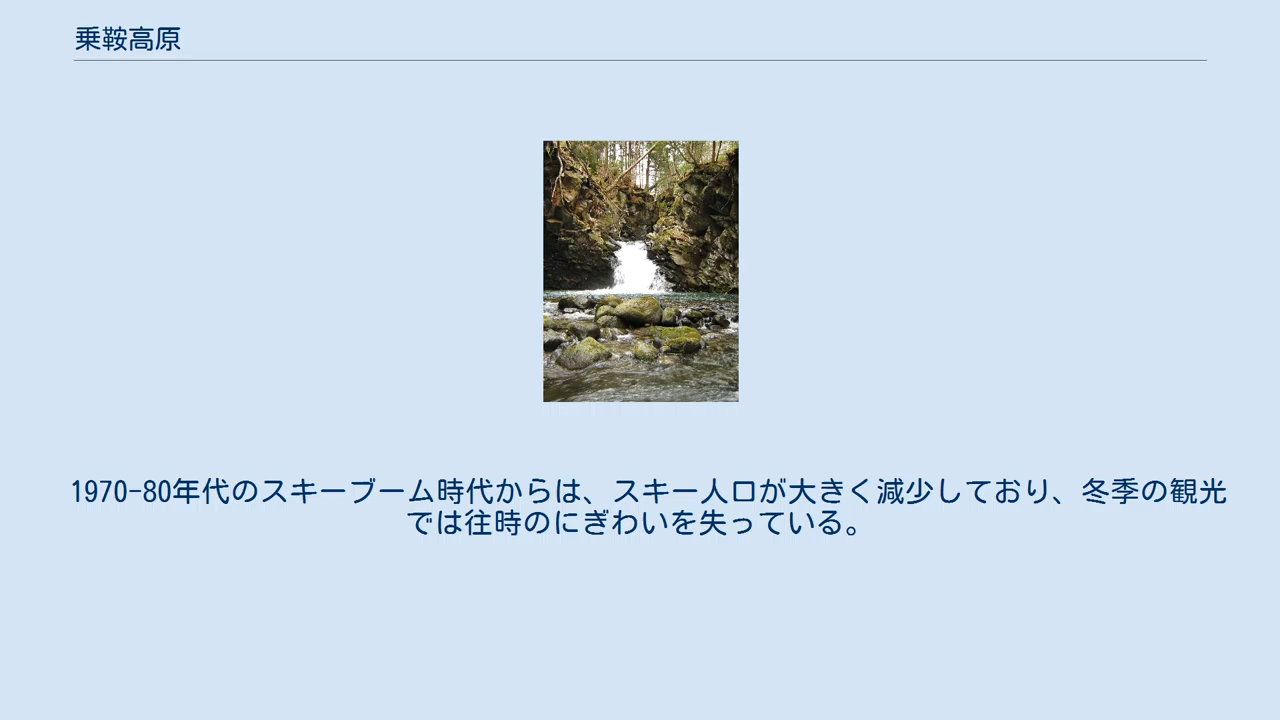 乗鞍高原
1970-80年代のスキーブーム時代からは、スキー人口が大きく減少しており、冬季の観光
では往時のにぎわいを失っている。